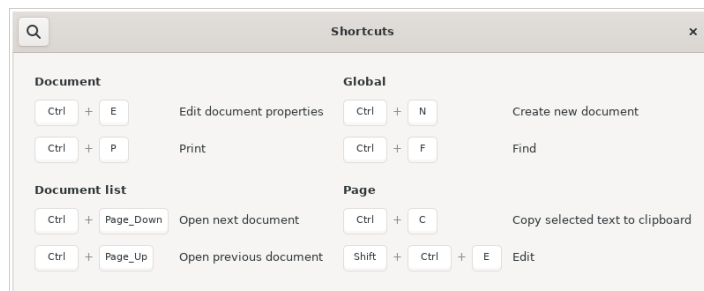 Shortcuts ×
Document
Ctrl + E Edit document properties
Ctrl + P Print
Document list
Ctrl + Page_Down Open next document
Ctrl + Page_Up Open previous document
Global
Ctrl + N Create new document
Ctrl + F Find
Page
Ctrl + C Copy selected text to clipboard
Shift + Ctrl + E Edit